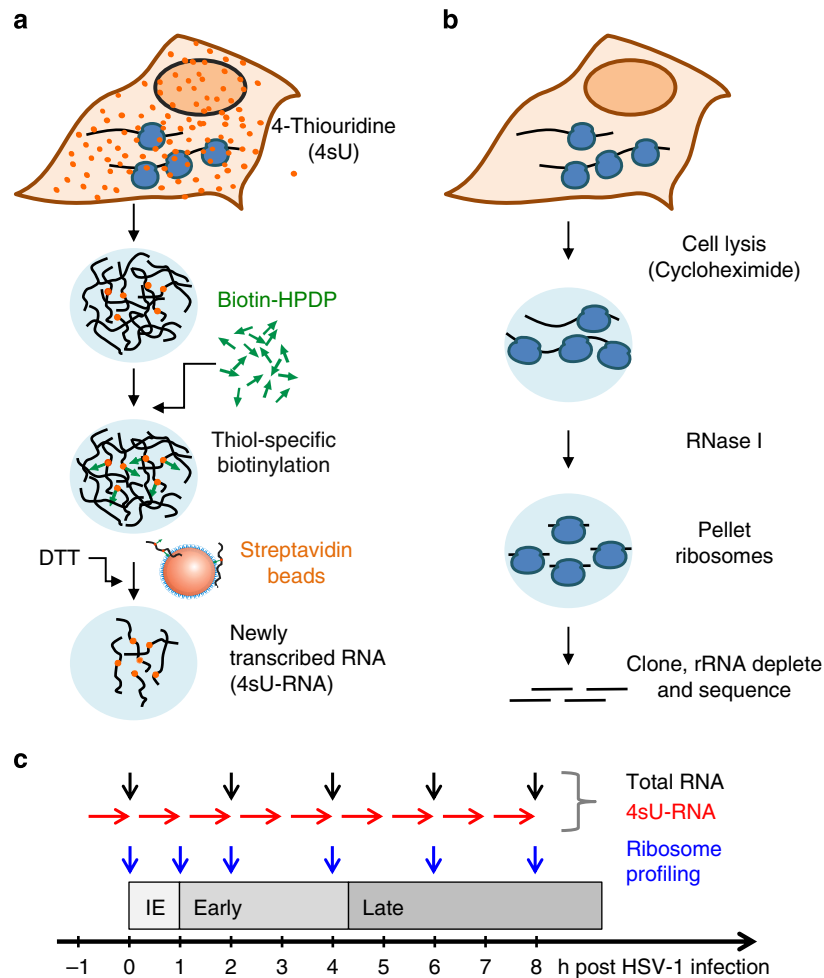 a
4-Thiouridine
(4sU)
Biotin-HPDP
Thiol-specific
biotinylation
DTT
Streptavidin
beads
Newly
transcribed RNA
(4sU-RNA)
b
Cell lysis
(Cycloheximide)
RNase I
Pellet
ribosomes
Clone, rRNA deplete
and sequence
c
Total RNA
4sU-RNA
Ribosome
profiling
IE Early Late
–1 0 1 2 3 4 5 6 7 8 h post HSV-1 infection